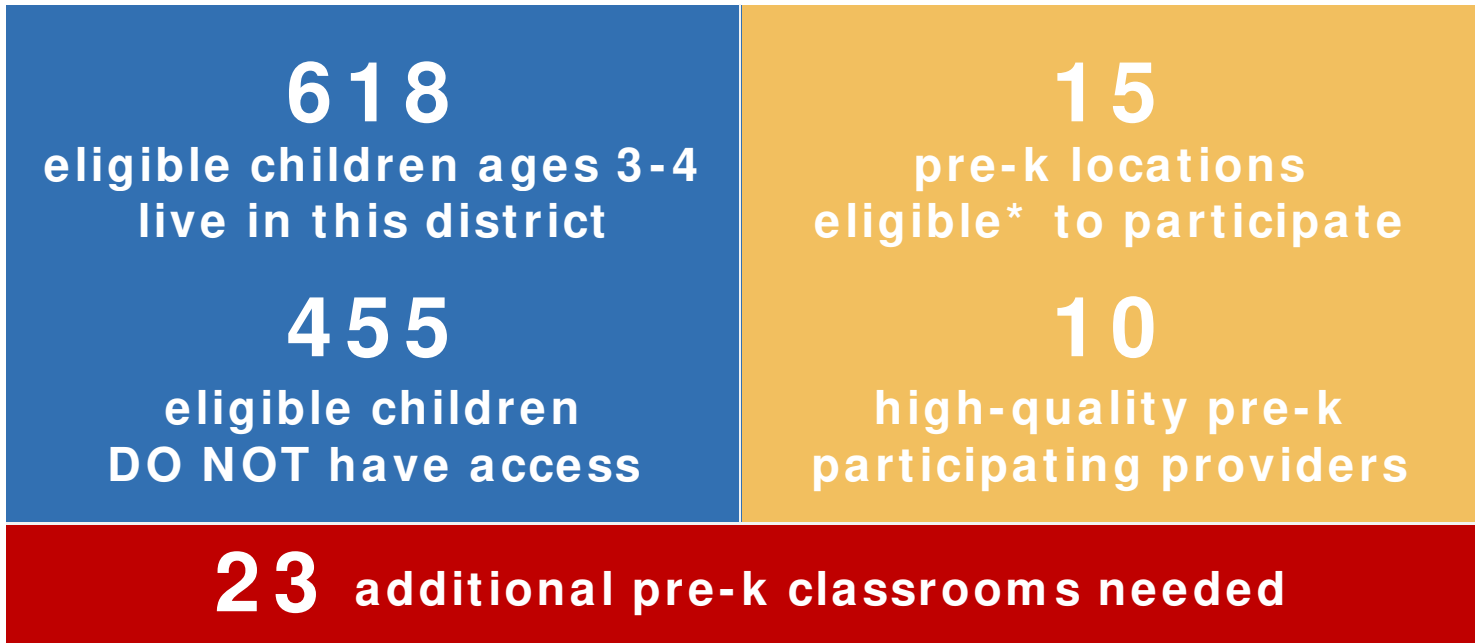 618
eligible children ages 3-4
live in this district
455
eligible children
DO NOT have access
15
pre-k locations
eligible* to participate
10
high-quality pre-k
participating providers
23 additional pre-k classrooms needed